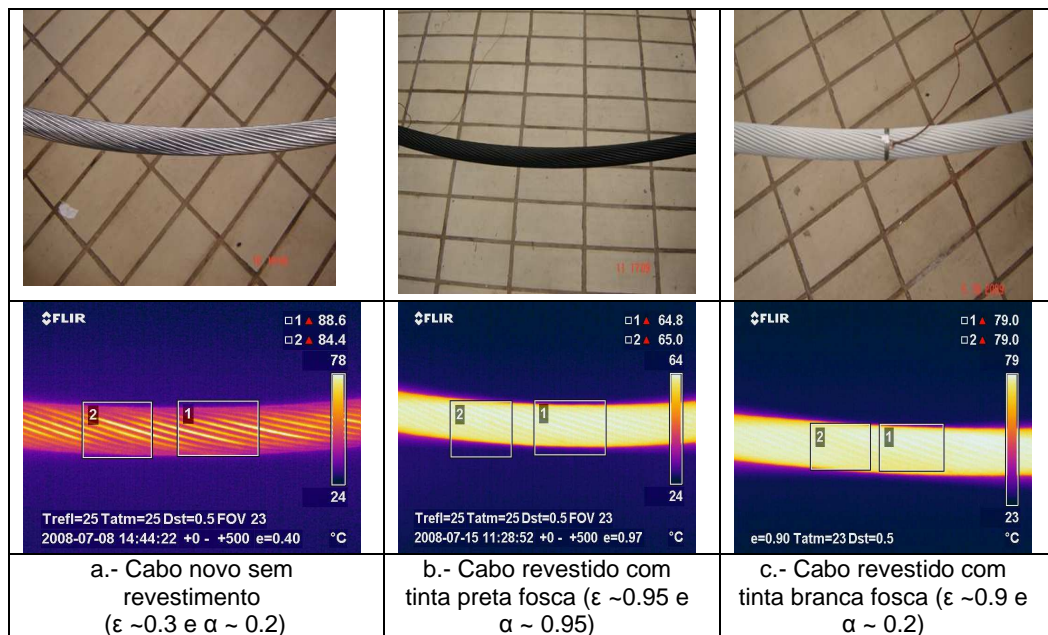 FLIR
□1 ▲ 88.6
□2 ▲ 84.4
78
2
1
24
Trefl=25 Tatm=25 Dst=0.5 FOV 23
2008-07-08 14:44:22 +0 - +500 e=0.40 °C
FLIR
□1 ▲ 64.8
□2 ▲ 65.0
64
2
1
24
Trefl=25 Tatm=25 Dst=0.5 FOV 23
2008-07-15 11:28:52 +0 - +500 e=0.97 °C
FLIR
□1 ▲ 79.0
□2 ▲ 79.0
79
2
1
23
e=0.90 Tatm=23 Dst=0.5 °C
a.- Cabo novo sem
revestimento
(ε ~0.3 e α ~ 0.2)
b.- Cabo revestido com
tinta preta fosca (ε ~0.95 e
α ~ 0.95)
c.- Cabo revestido com
tinta branca fosca (ε ~0.9 e
α ~ 0.2)